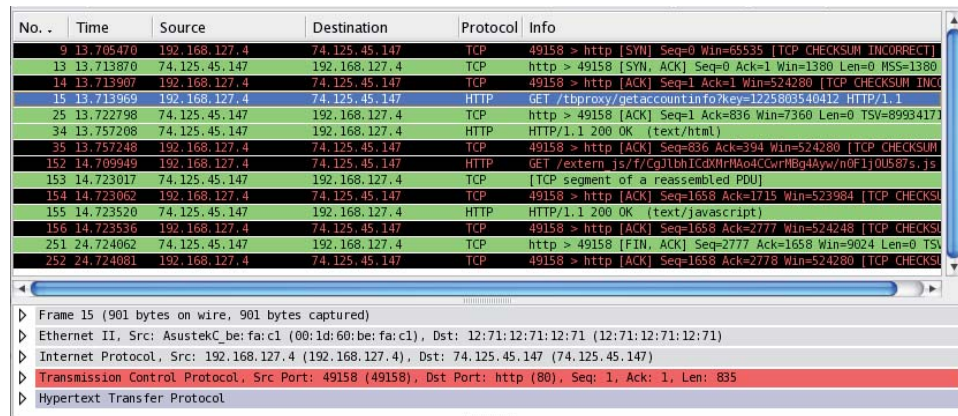 No. . Time Source Destination Protocol Info
9 13.705470 192.168.127.4 74.125.45.147 TCP 49158 > http [SYN] Seq=0 Win=65535 [TCP CHECKSUM INCORRECT]
13 13.713870 74.125.45.147 192.168.127.4 TCP http > 49158 [SYN, ACK] Seq=0 Ack=1 Win=1380 Len=0 MSS=1380
14 13.713907 192.168.127.4 74.125.45.147 TCP 49158 > http [ACK] Seq=1 Ack=1 Win=524280 [TCP CHECKSUM INCO
15 13.713969 192.168.127.4 74.125.45.147 HTTP GET /tbproxy/getaccountinfo?key=1225803540412 HTTP/1.1
25 13.722798 74.125.45.147 192.168.127.4 TCP http > 49158 [ACK] Seq=1 Ack=836 Win=7360 Len=0 TSV=89934171
34 13.757208 74.125.45.147 192.168.127.4 HTTP HTTP/1.1 200 OK (text/html)
35 13.757248 192.168.127.4 74.125.45.147 TCP 49158 > http [ACK] Seq=836 Ack=394 Win=524280 [TCP CHECKSUM
152 14.709949 192.168.127.4 74.125.45.147 HTTP GET
153 14.723017 74.125.45.147 192.168.127.4 TCP [TCP segment of a reassembled PDU]
154 14.723062 192.168.127.4 74.125.45.147 TCP 49158 > http [ACK] Seq=1658 Ack=1715 Win=523984 [TCP CHECKSU
155 14.723520 74.125.45.147 192.168.127.4 HTTP HTTP/1.1 200 OK (text/javascript)
156 14.723536 192.168.127.4 74.125.45.147 TCP 49158 > http [ACK] Seq=1658 Ack=2777 Win=524248 [TCP CHECKSU
251 24.724062 74.125.45.147 192.168.127.4 TCP http > 49158 [FIN, ACK] Seq=2777 Ack=1658 Win=9024 Len=0 TSV
252 24.724081 192.168.127.4 74.125.45.147 TCP 49158 > http [ACK] Seq=1658 Ack=2778 Win=524280 [TCP CHECKSU
Frame 15 (901 bytes on wire, 901 bytes captured)
Ethernet II, Src: AsustekC_be:fa:c1 (00:1d:60:be:fa:c1), Dst: 12:71:12:71:12:71 (12:71:12:71:12:71)
Internet Protocol, Src: 192.168.127.4 (192.168.127.4), Dst: 74.125.45.147 (74.125.45.147)
Transmission Control Protocol, Src Port: 49158 (49158), Dst Port: http (80), Seq: 1, Ack: 1, Len: 835
Hypertext Transfer Protocol